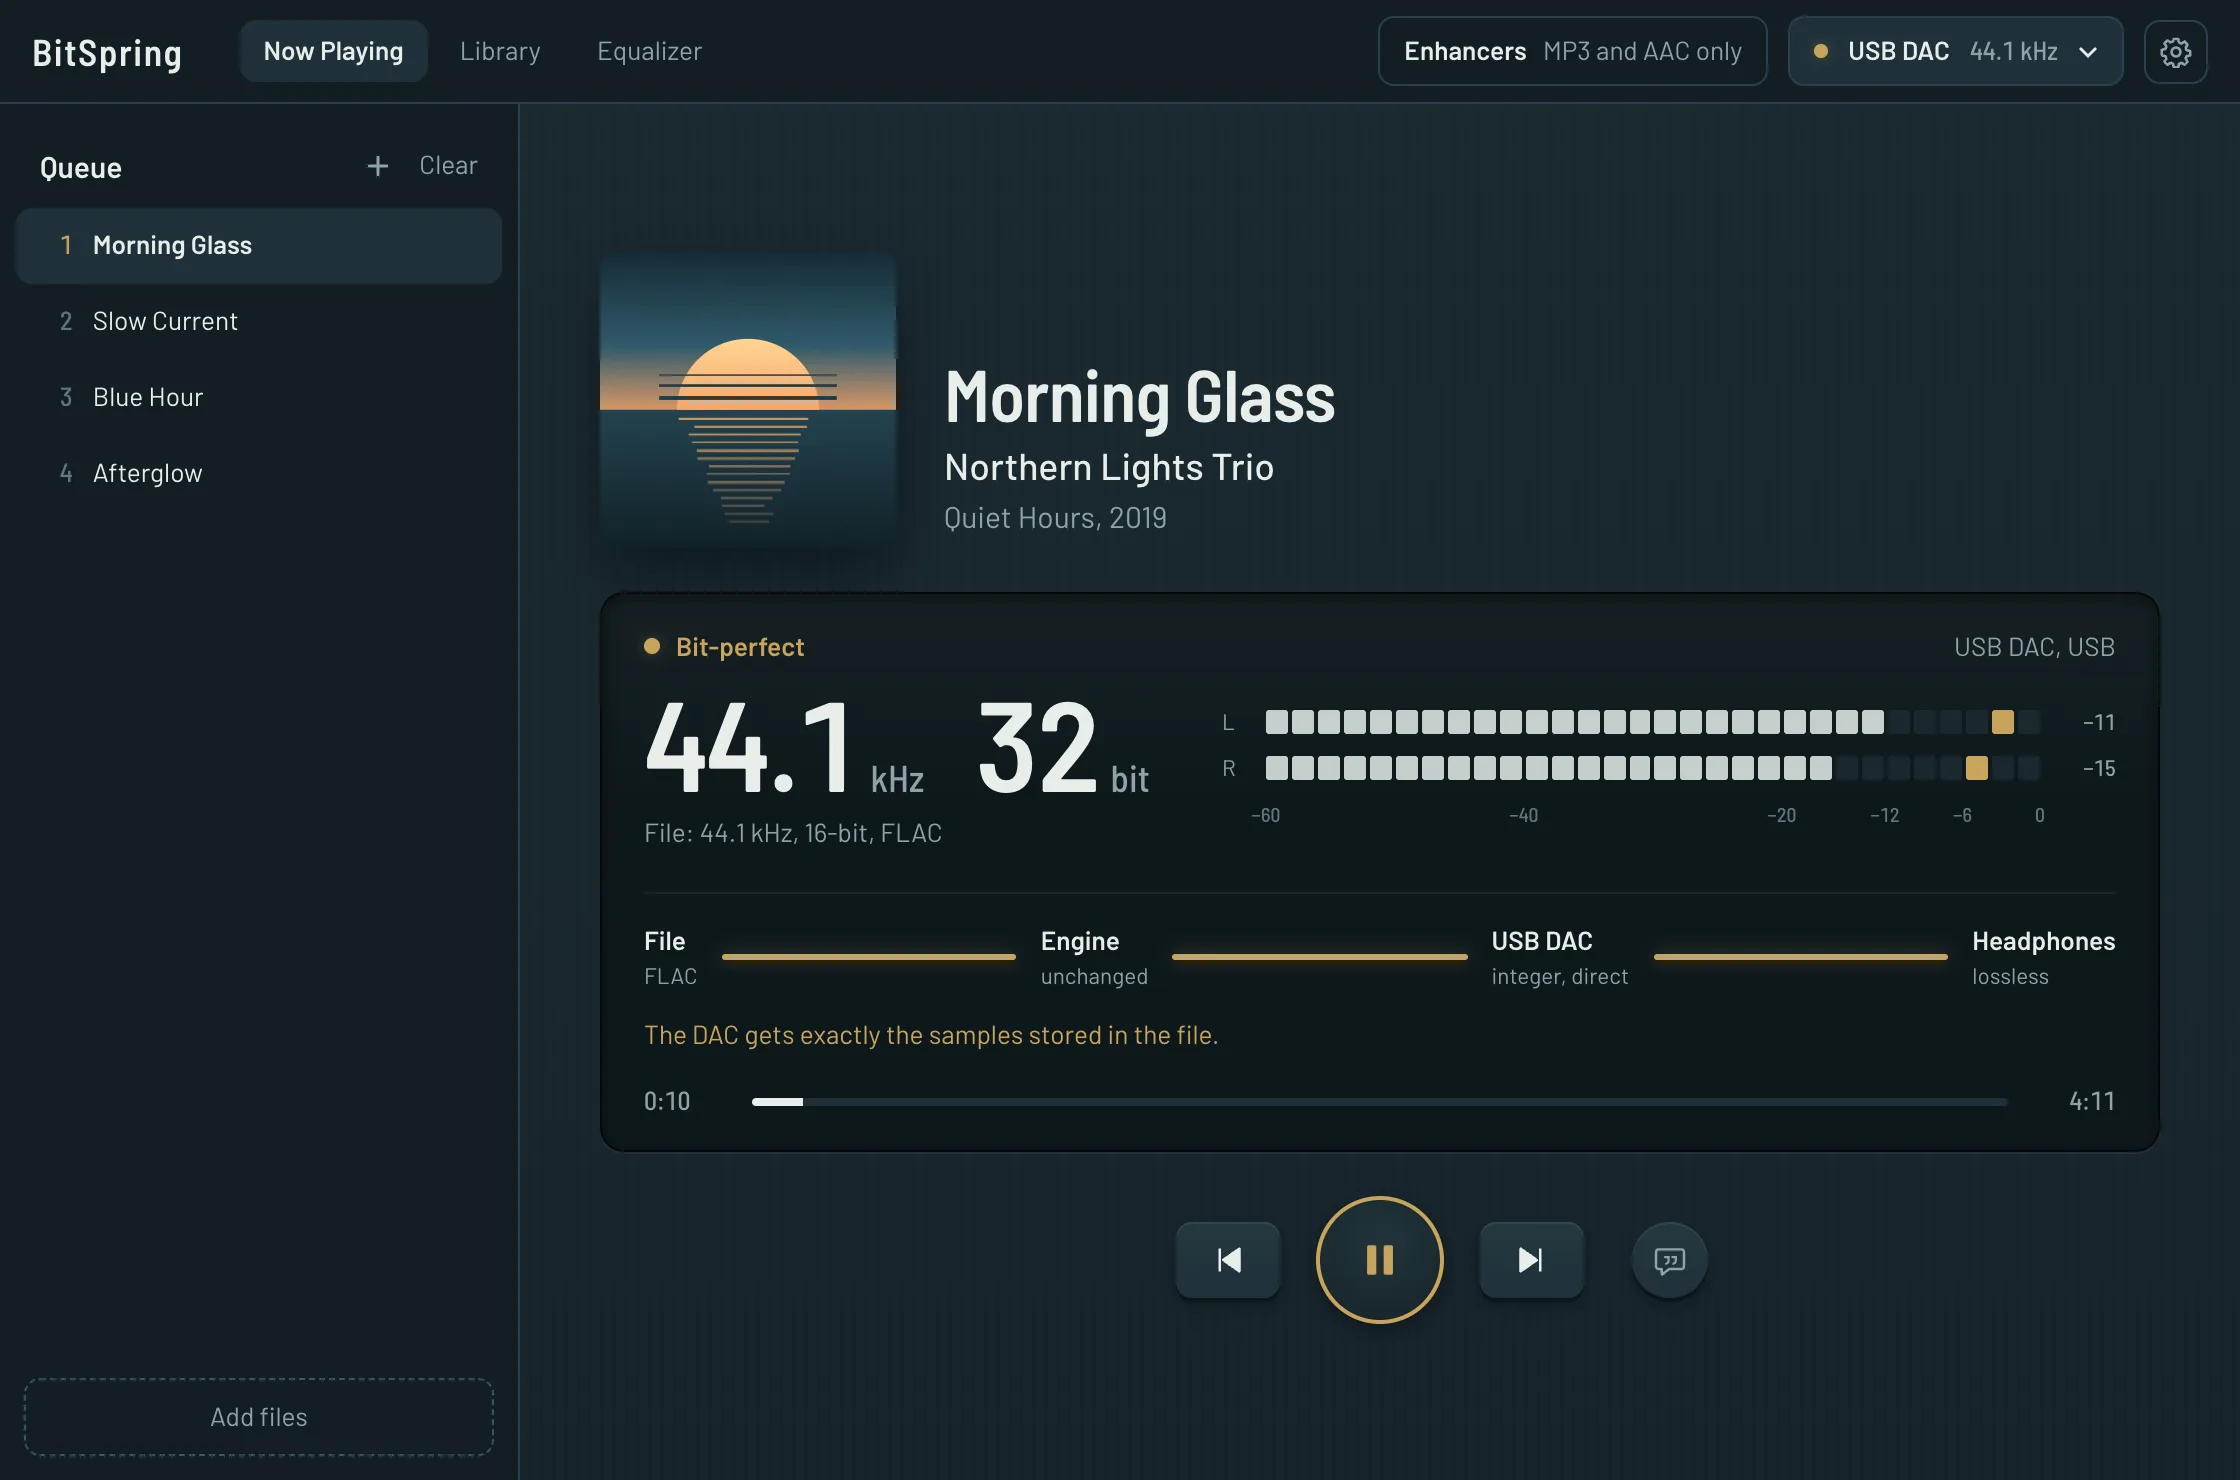 BitSpring
Now Playing
Library
Equalizer
Enhancers MP3 and AAC only
USB DAC 44.1 kHz
Queue
+ Clear
1 Morning Glass
2 Slow Current
3 Blue Hour
4 Afterglow
Add files
Morning Glass
Northern Lights Trio
Quiet Hours, 2019
Bit-perfect
USB DAC, USB
44.1 kHz 32 bit
L −11
R −15
−60 −40 −20 −12 −6 0
File: 44.1 kHz, 16-bit, FLAC
File
FLAC
Engine
unchanged
USB DAC
integer, direct
Headphones
lossless
The DAC gets exactly the samples stored in the file.
0:10 4:11